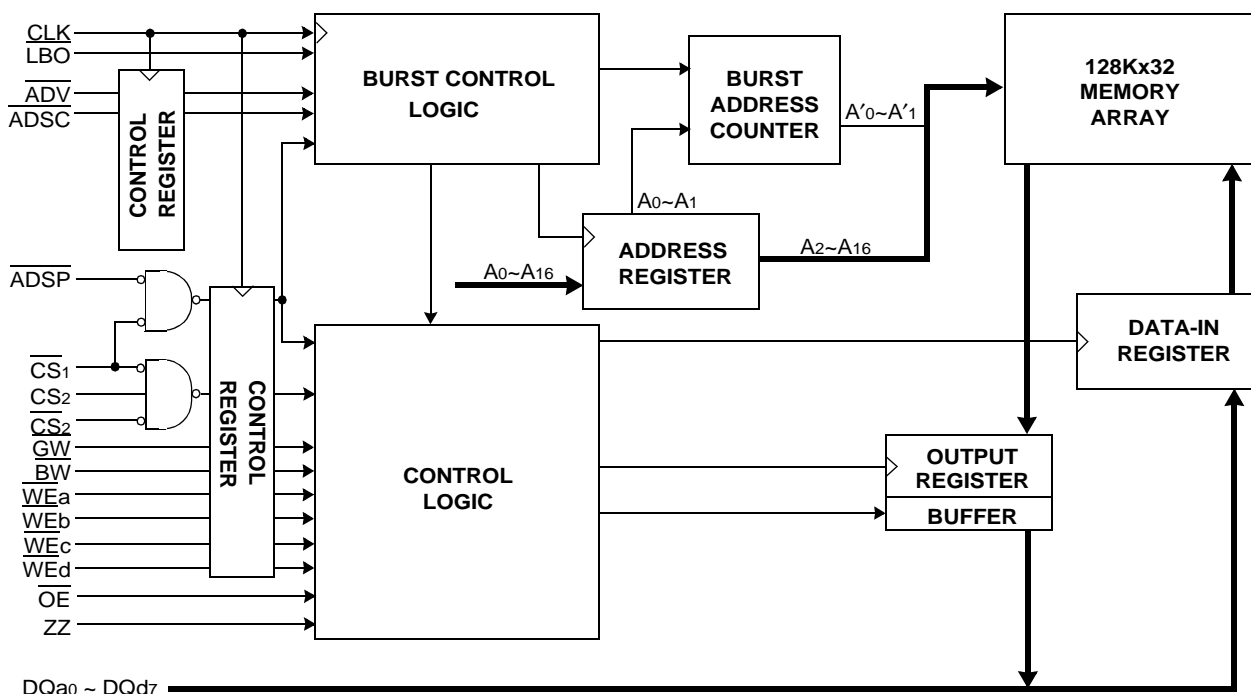 CLK
LBO
ADV
ADSC
CONTROL
REGISTER
BURST CONTROL
LOGIC
BURST
ADDRESS
COUNTER
A′0~A′1
128Kx32
MEMORY
ARRAY
A0~A1
ADDRESS
REGISTER
A2~A16
A0~A16
ADSP
CS1
CS2
CS2
GW
BW
WEa
WEb
WEc
WEd
OE
ZZ
CONTROL
REGISTER
CONTROL
LOGIC
DATA-IN
REGISTER
OUTPUT
REGISTER
BUFFER
DQa0 ~ DQd7